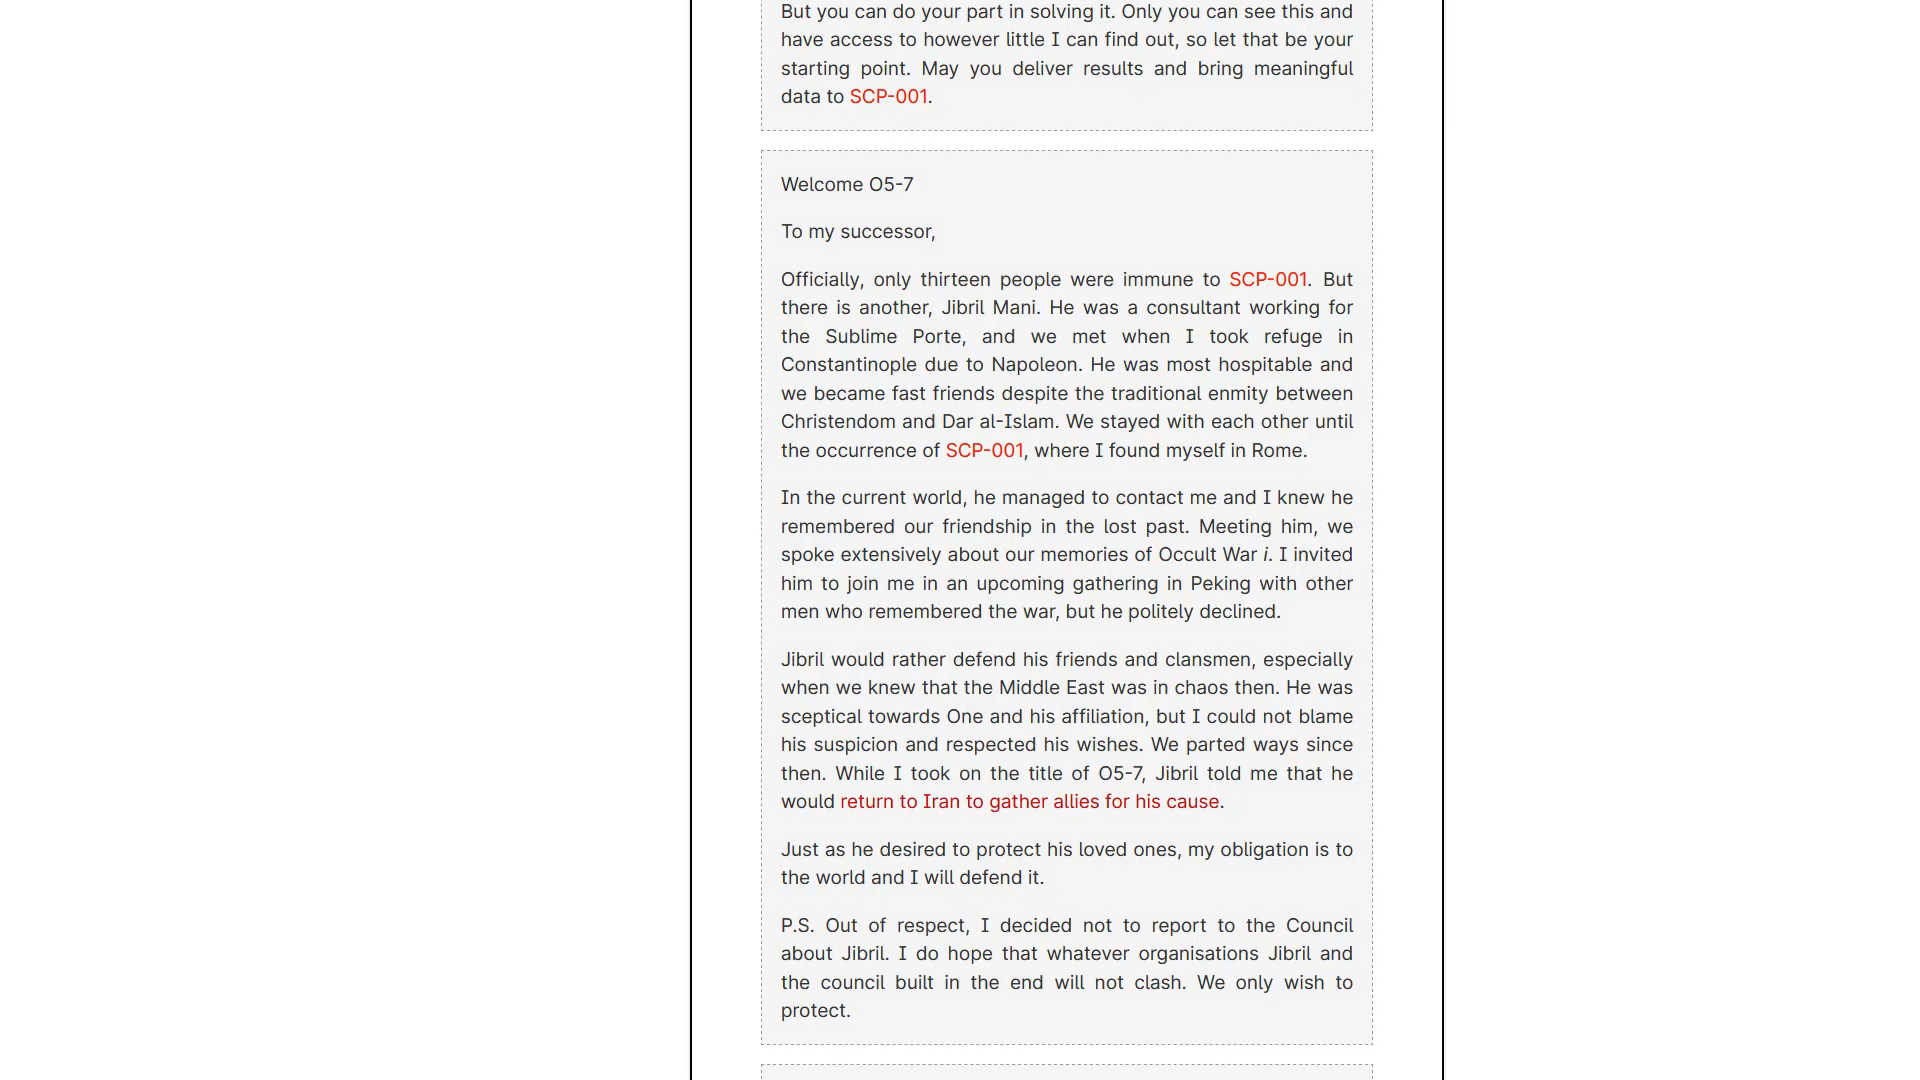 But you can do your part in solving it. Only you can see this and
have access to however little I can find out, so let that be your
starting point. May you deliver results and bring meaningful
data to SCP-001.
Welcome O5-7
To my successor,
Officially, only thirteen people were immune to SCP-001. But
there is another, Jibril Mani. He was a consultant working for
the Sublime Porte, and we met when I took refuge in
Constantinople due to Napoleon. He was most hospitable and
we became fast friends despite the traditional enmity between
Christendom and Dar al-Islam. We stayed with each other until
the occurrence of SCP-001, where I found myself in Rome.
In the current world, he managed to contact me and I knew he
remembered our friendship in the lost past. Meeting him, we
spoke extensively about our memories of Occult War i. I invited
him to join me in an upcoming gathering in Peking with other
men who remembered the war, but he politely declined.
Jibril would rather defend his friends and clansmen, especially
when we knew that the Middle East was in chaos then. He was
sceptical towards One and his affiliation, but I could not blame
his suspicion and respected his wishes. We parted ways since
then. While I took on the title of O5-7, Jibril told me that he
would return to Iran to gather allies for his cause.
Just as he desired to protect his loved ones, my obligation is to
the world and I will defend it.
P.S. Out of respect, I decided not to report to the Council
about Jibril. I do hope that whatever organisations Jibril and
the council built in the end will not clash. We only wish to
protect.